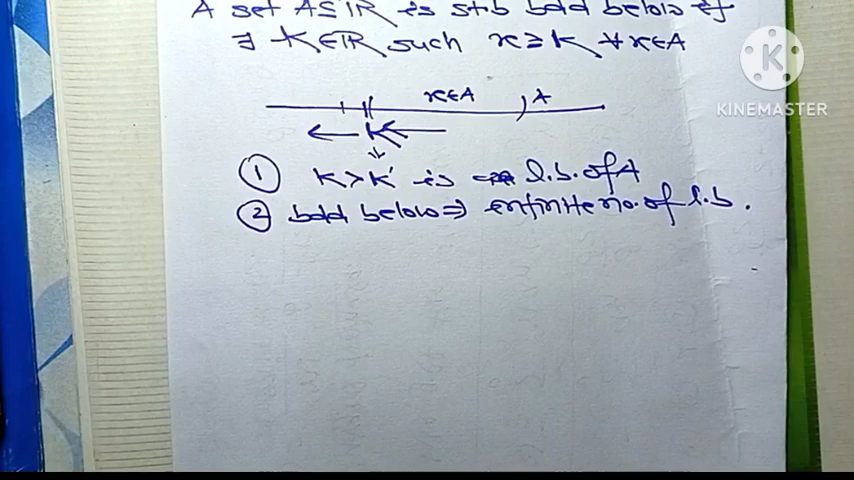 A set A⊆ℝ is s.t.b bdd below if
∃ K∈ℝ such x≥K ∀x∈A
x∈A A
K
① K>K' is l.b. of A
② bdd below ⇒ infinite no. of l.b.
K
KINEMASTER